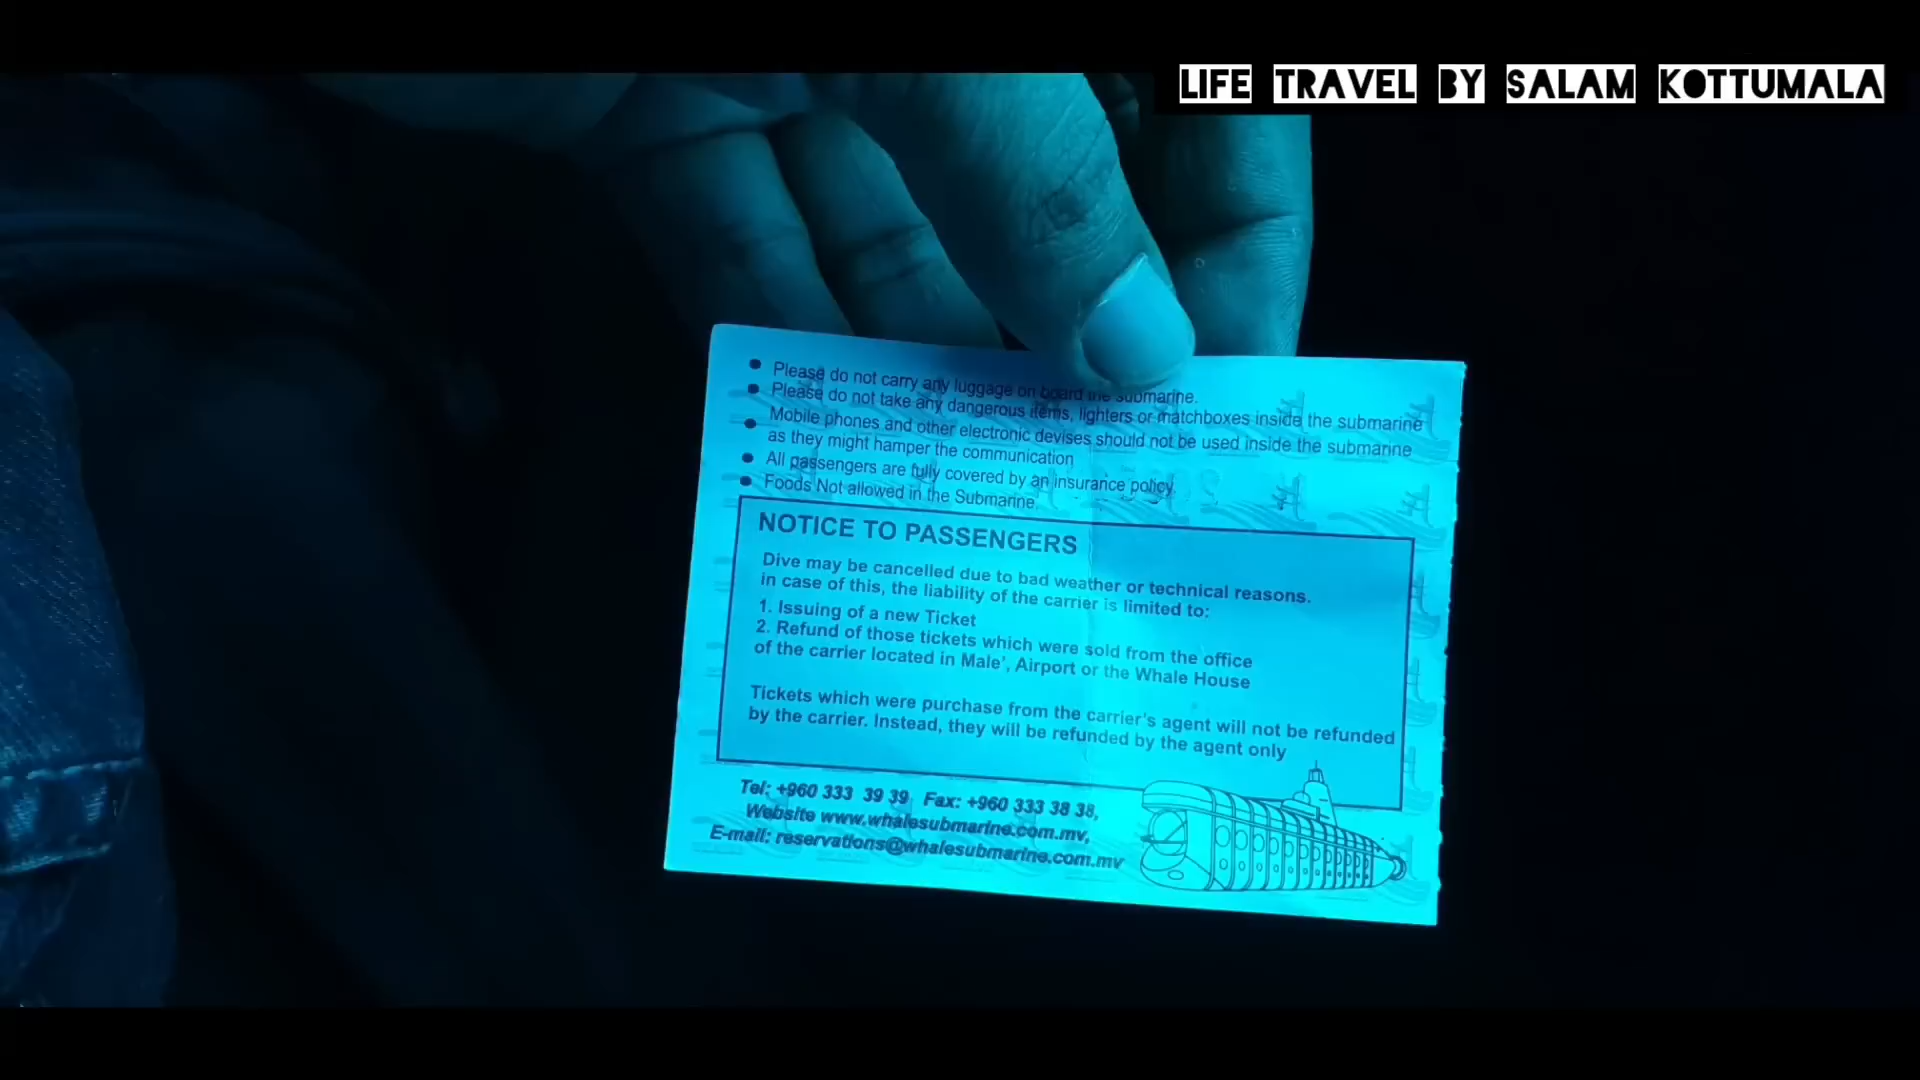 LIFE TRAVEL BY SALAM KOTTUMALA
Please do not carry any luggage on board the submarine.
Please do not take any dangerous items, lighters or matchboxes inside the submarine
Mobile phones and other electronic devises should not be used inside the submarine
as they might hamper the communication
All passengers are fully covered by an insurance policy.
Foods Not allowed in the Submarine.
NOTICE TO PASSENGERS
Dive may be cancelled due to bad weather or technical reasons.
in case of this, the liability of the carrier is limited to:
1. Issuing of a new Ticket
2. Refund of those tickets which were sold from the office
of the carrier located in Male', Airport or the Whale House
Tickets which were purchase from the carrier's agent will not be refunded
by the carrier. Instead, they will be refunded by the agent only
Tel: +960 333 39 39 Fax: +960 333 38 38,
Website www.whalesubmarine.com.mv,
E-mail: reservations@whalesubmarine.com.mv